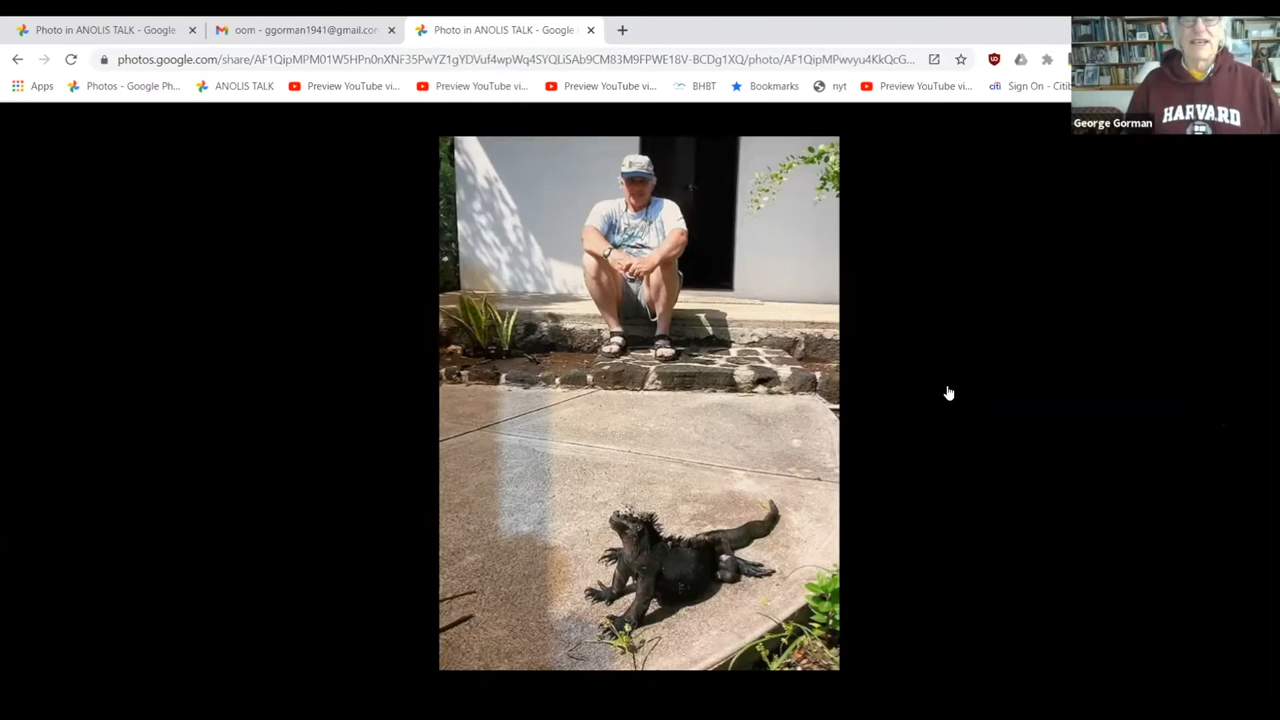 Photo in ANOLIS TALK - Google
oom - ggorman1941@gmail.co
Photo in ANOLIS TALK - Google
photos.google.com/share/AF1QipMPM01W5HPn0nXNF35PwYZ1gYDVuf4wpWq4SYQLiSAb9CM83M9FPWE18V-BCDg1XQ/photo/AF1QipMPwvyu4KkQcG...
Apps
Photos - Google Ph...
ANOLIS TALK
Preview YouTube vi...
Preview YouTube vi...
Preview YouTube vi...
BHBT
Bookmarks
nyt
Preview YouTube vi...
citi
Sign On - Citib
HARVARD
George Gorman